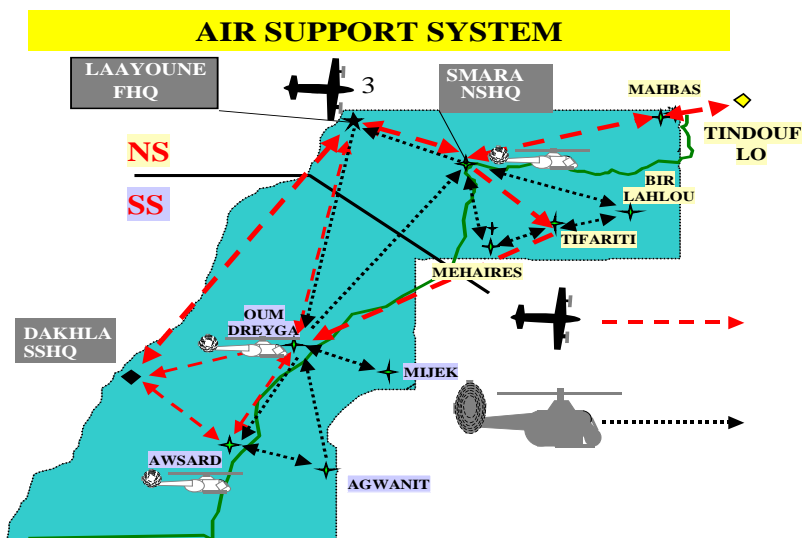 AIR SUPPORT SYSTEM
LAAYOUNE
FHQ
3
SMARA
NSHQ
MAHBAS
TINDOUF
LO
NS
SS
BIR
LAHLOU
TIFARITI
MEHAIRES
OUM
DREYGA
DAKHLA
SSHQ
MIJEK
AWSARD
AGWANIT